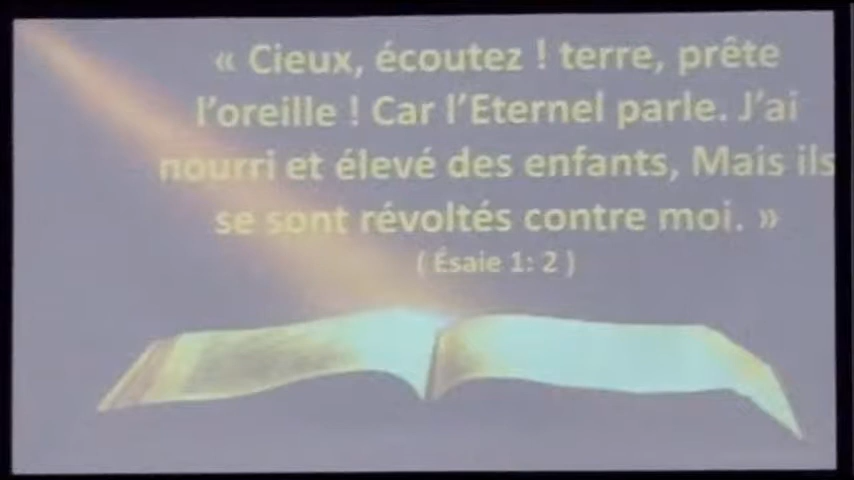 « Cieux, écoutez ! terre, prête
l'oreille ! Car l'Eternel parle. J'ai
nourri et élevé des enfants, Mais ils
se sont révoltés contre moi. »
( Ésaie 1: 2 )